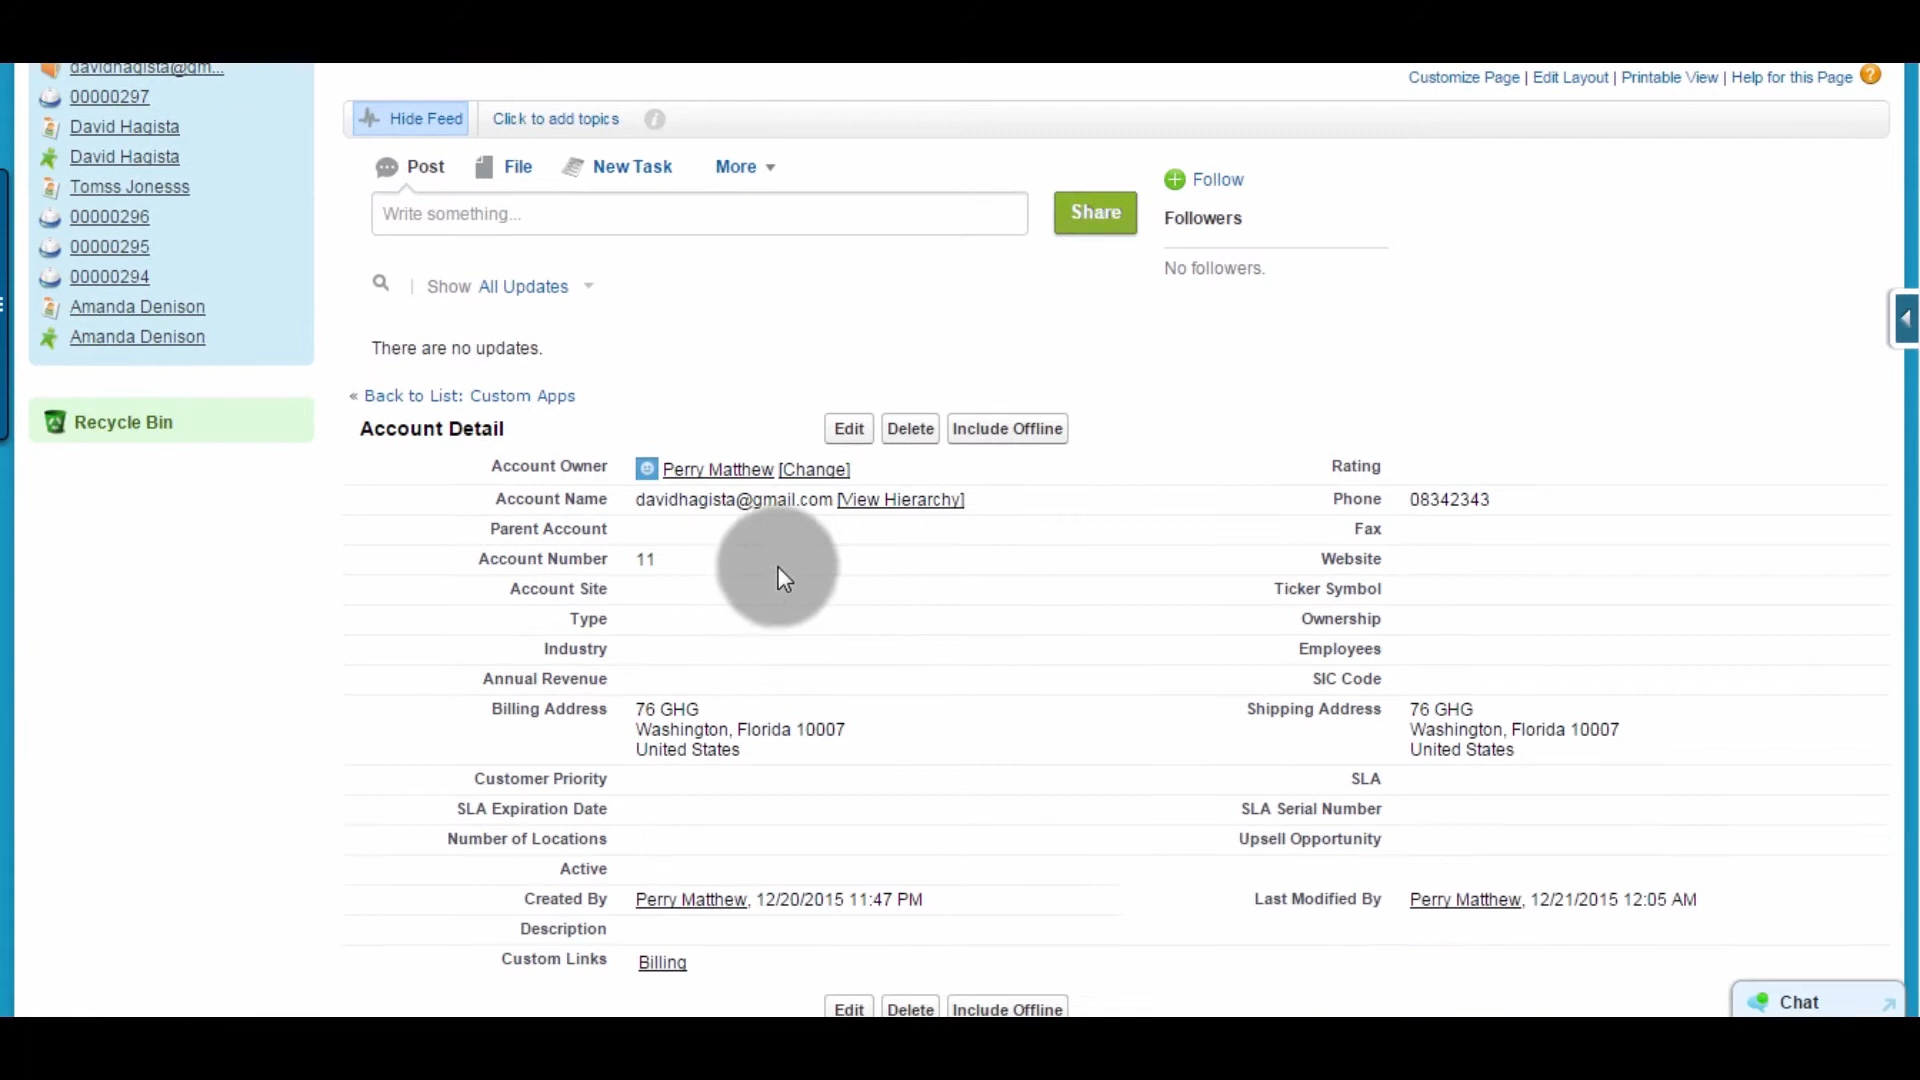 davidhagista@gm...
00000297
David Hagista
David Hagista
Tomss Jonesss
00000296
00000295
00000294
Amanda Denison
Amanda Denison
Recycle Bin
Customize Page | Edit Layout | Printable View | Help for this Page ?
Hide Feed Click to add topics i
Post File New Task More
Write something... Share
Follow
Followers
No followers.
| Show All Updates
There are no updates.
« Back to List: Custom Apps
Account Detail Edit Delete Include Offline
Account Owner Perry Matthew [Change] Rating
Account Name davidhagista@gmail.com [View Hierarchy] Phone 08342343
Parent Account Fax
Account Number 11 Website
Account Site Ticker Symbol
Type Ownership
Industry Employees
Annual Revenue SIC Code
Billing Address 76 GHG Shipping Address 76 GHG
Washington, Florida 10007 Washington, Florida 10007
United States United States
Customer Priority SLA
SLA Expiration Date SLA Serial Number
Number of Locations Upsell Opportunity
Active
Created By Perry Matthew, 12/20/2015 11:47 PM Last Modified By Perry Matthew, 12/21/2015 12:05 AM
Description
Custom Links Billing
Edit Delete Include Offline
Chat